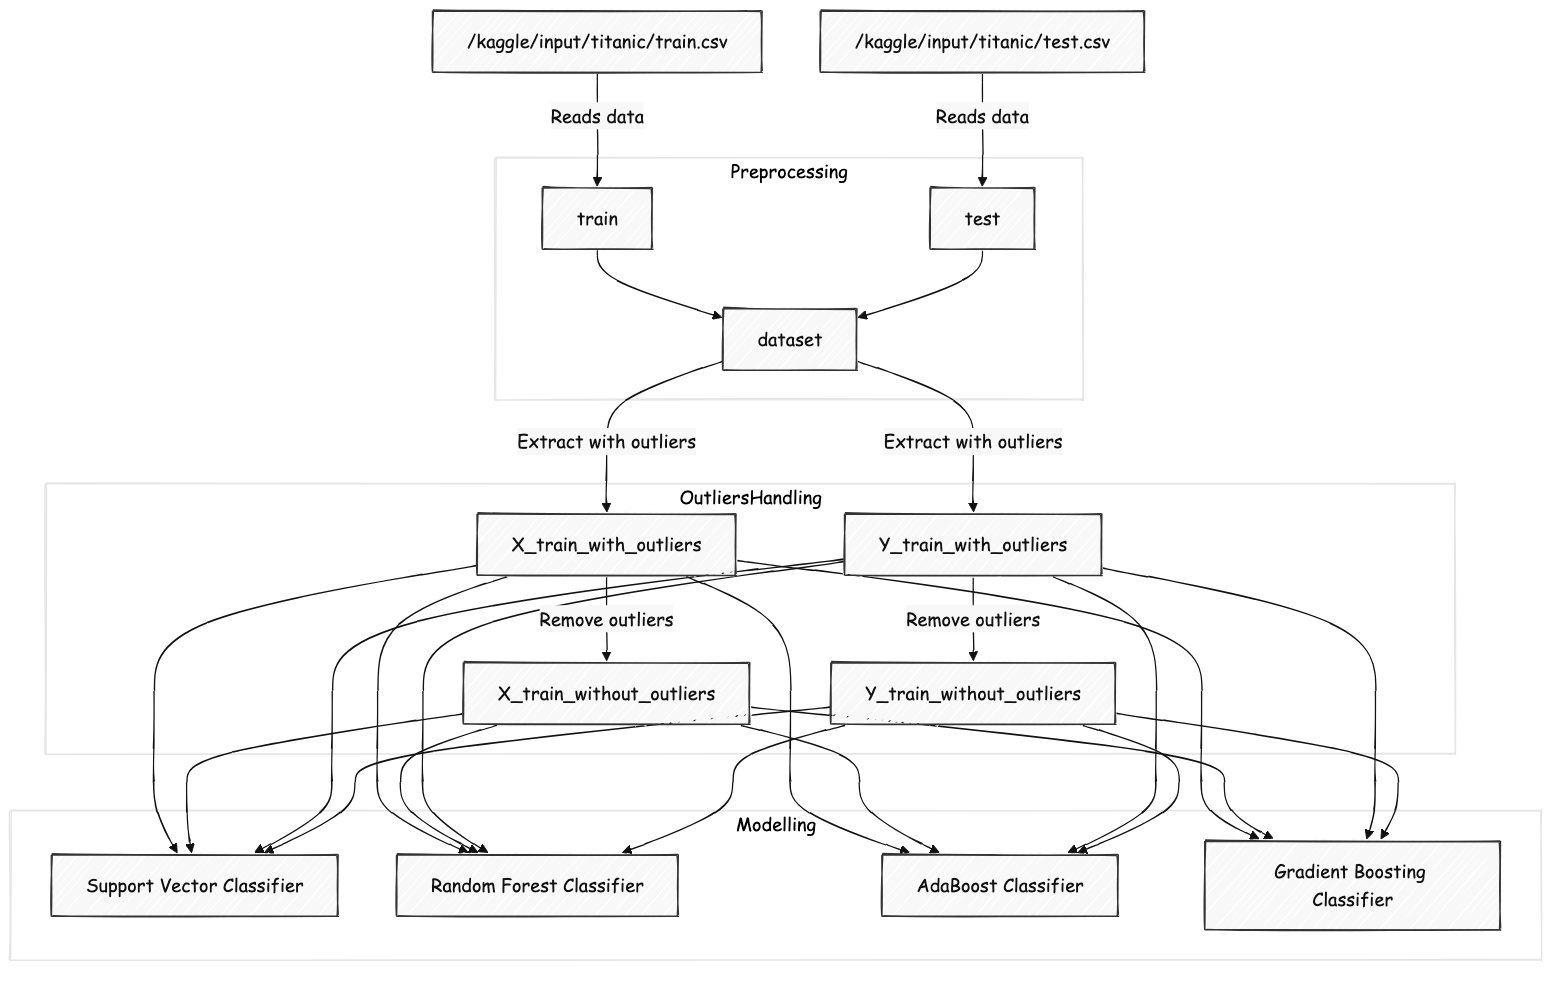 /kaggle/input/titanic/train.csv
/kaggle/input/titanic/test.csv
Reads data
Reads data
Preprocessing
train
test
dataset
Extract with outliers
Extract with outliers
OutliersHandling
X_train_with_outliers
Y_train_with_outliers
Remove outliers
Remove outliers
X_train_without_outliers
Y_train_without_outliers
Modelling
Support Vector Classifier
Random Forest Classifier
AdaBoost Classifier
Gradient Boosting
Classifier